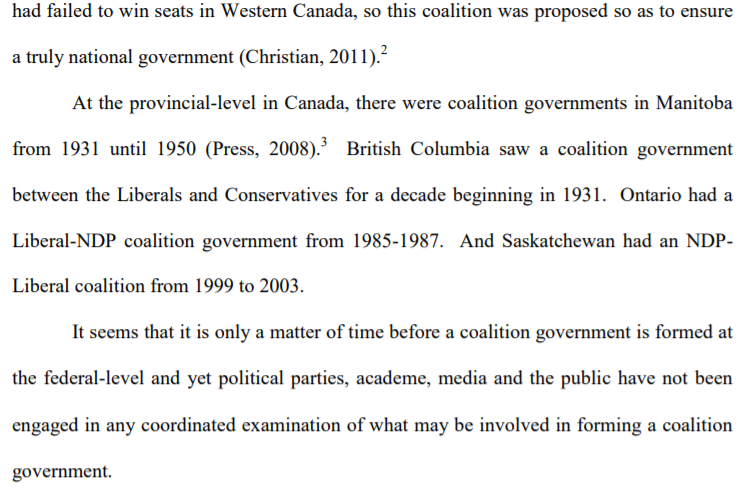 had failed to win seats in Western Canada, so this coalition was proposed so as to ensure
a truly national government (Christian, 2011).2
At the provincial-level in Canada, there were coalition governments in Manitoba
from 1931 until 1950 (Press, 2008).3 British Columbia saw a coalition government
between the Liberals and Conservatives for a decade beginning in 1931. Ontario had a
Liberal-NDP coalition government from 1985-1987. And Saskatchewan had an NDP-
Liberal coalition from 1999 to 2003.
It seems that it is only a matter of time before a coalition government is formed at
the federal-level and yet political parties, academe, media and the public have not been
engaged in any coordinated examination of what may be involved in forming a coalition
government.